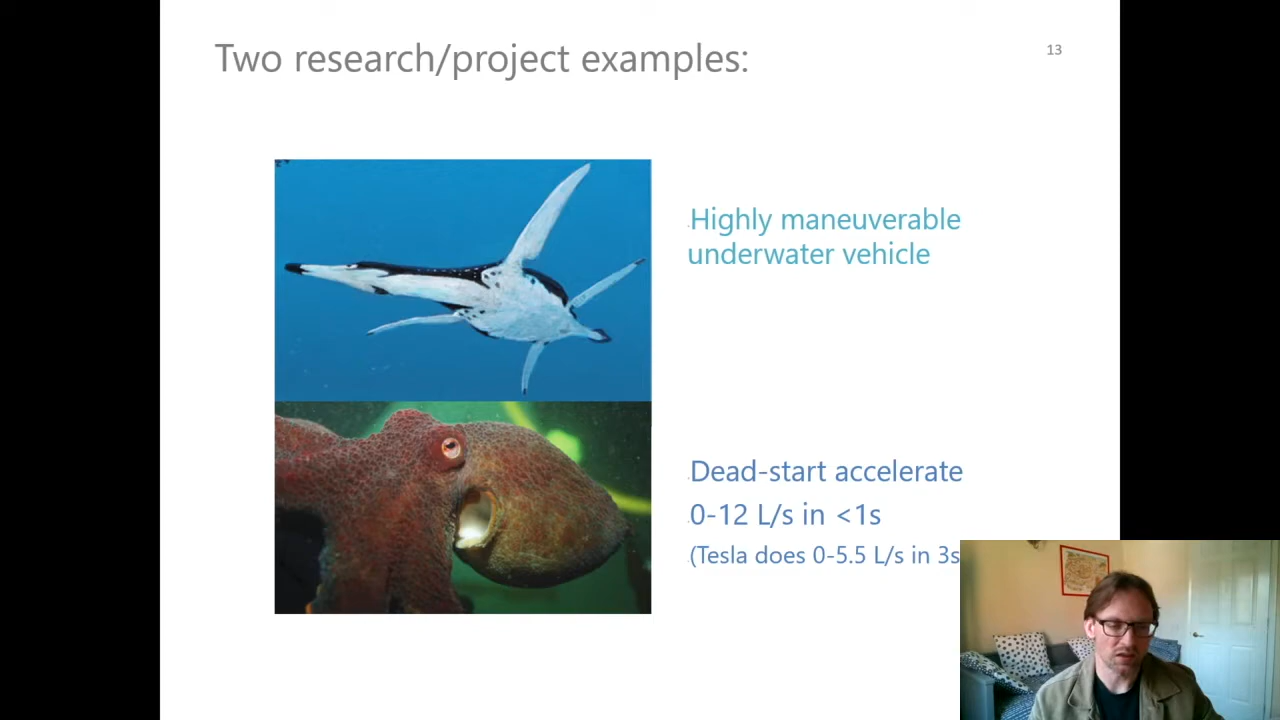 Two research/project examples:
13
Highly maneuverable
underwater vehicle
Dead-start accelerate
0-12 L/s in <1s
(Tesla does 0-5.5 L/s in 3s